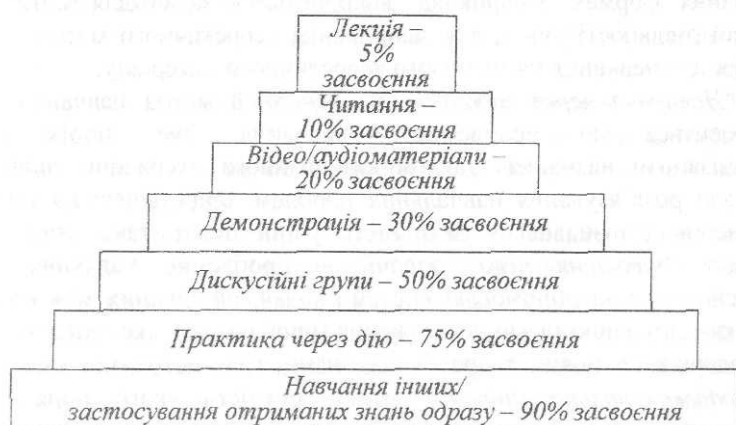 Лекція –
5%
засвоєння
Читання –
10% засвоєння
Відео/аудіоматеріали –
20% засвоєння
Демонстрація – 30% засвоєння
Дискусійні групи – 50% засвоєння
Практика через дію – 75% засвоєння
Навчання інших/
застосування отриманих знань одразу – 90% засвоєння